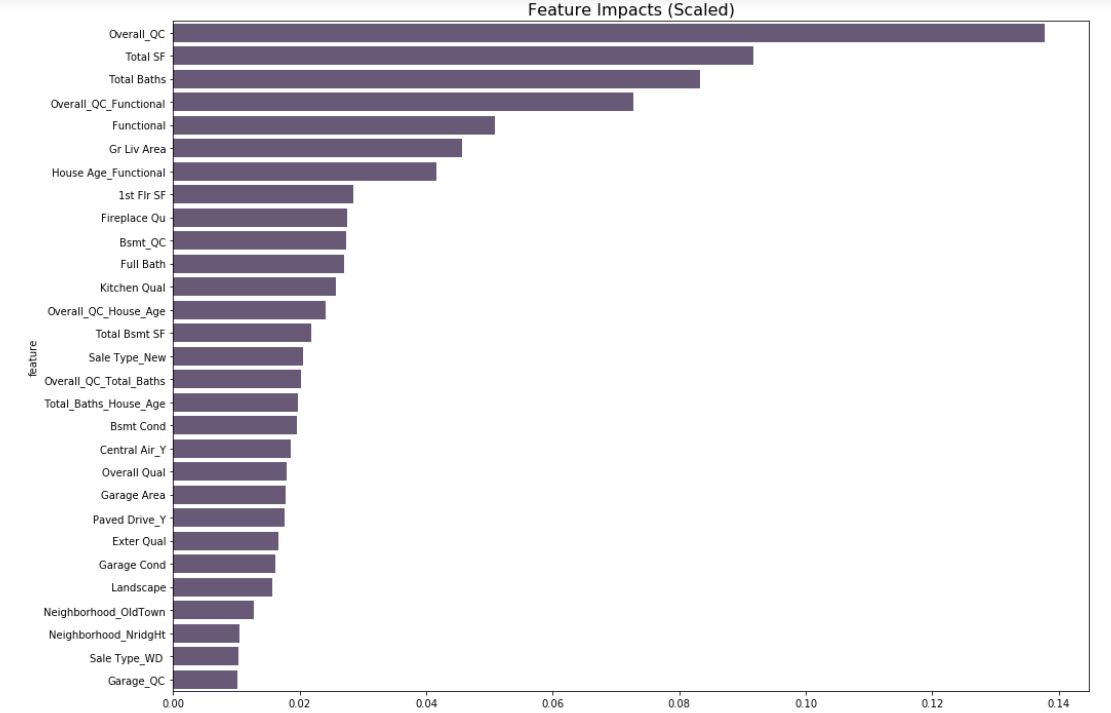 Feature Impacts (Scaled)
Overall_QC
Total SF
Total Baths
Overall_QC_Functional
Functional
Gr Liv Area
House Age_Functional
1st Flr SF
Fireplace Qu
Bsmt_QC
Full Bath
Kitchen Qual
Overall_QC_House_Age
Total Bsmt SF
Sale Type_New
Overall_QC_Total_Baths
Total_Baths_House_Age
Bsmt Cond
Central Air_Y
Overall Qual
Garage Area
Paved Drive_Y
Exter Qual
Garage Cond
Landscape
Neighborhood_OldTown
Neighborhood_NridgHt
Sale Type_WD
Garage_QC
feature
0.00 0.02 0.04 0.06 0.08 0.10 0.12 0.14